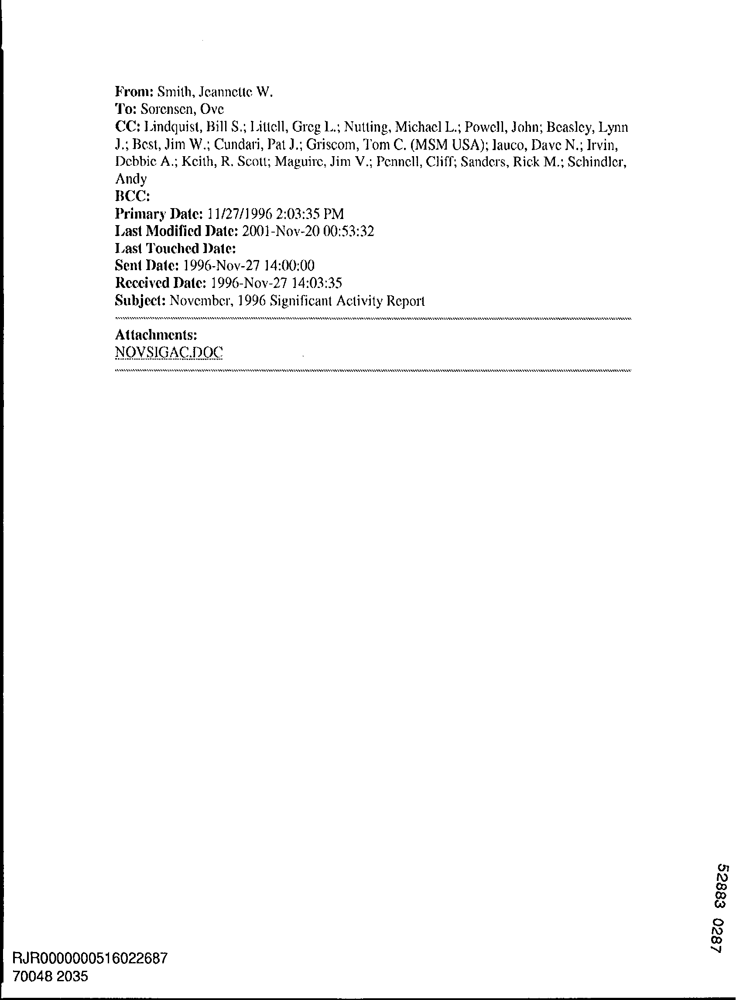 From: Smith, Jeannette W.
To: Sorensen, Ove
CC: Lindquist, Bill S.; Littell, Greg L.; Nutting, Michael L.; Powell, John; Beasley, Lynn
J.; Best, Jim W.; Cundari, Pat J.; Griscom, Tom C. (MSM USA); Iauco, Dave N.; Irvin,
Debbie A.; Keith, R. Scott; Maguire, Jim V.; Pennell, Cliff; Sanders, Rick M.; Schindler,
Andy
BCC:
Primary Date: 11/27/1996 2:03:35 PM
Last Modified Date: 2001-Nov-20 00:53:32
Last Touched Date:
Sent Date: 1996-Nov-27 14:00:00
Received Date: 1996-Nov-27 14:03:35
Subject: November, 1996 Significant Activity Report
Attachments:
NOVSIGAC.DOC
52883 0287
RJR0000000516022687
70048 2035